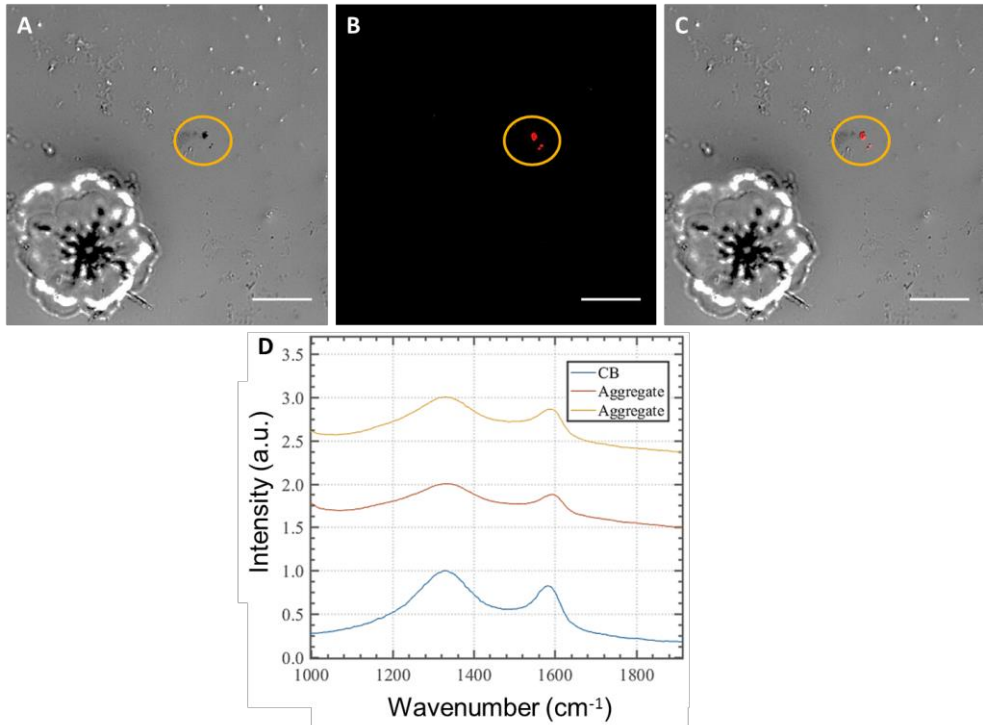 A
B
C
D
3.5
3.0
2.5
2.0
1.5
1.0
0.5
0.0
Intensity (a.u.)
CB
Aggregate
Aggregate
1000 1200 1400 1600 1800
Wavenumber (cm-1)